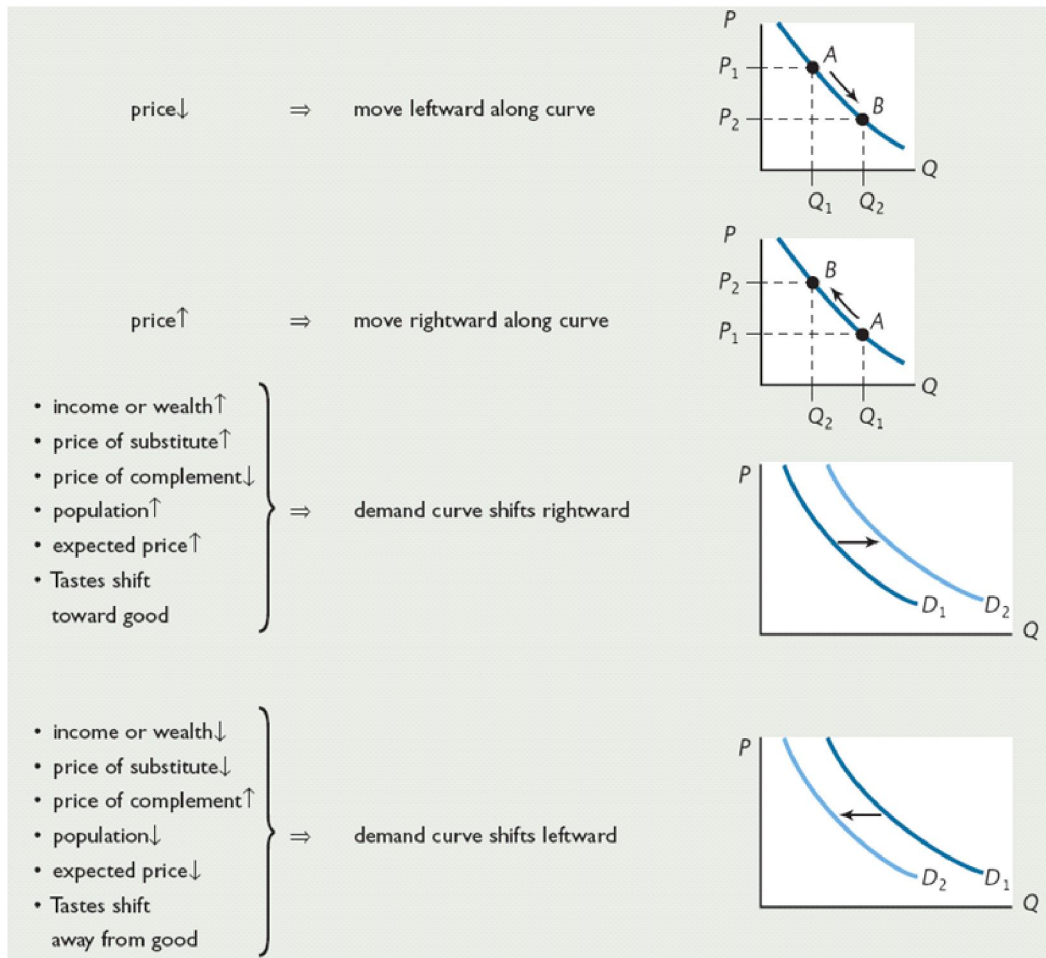 price↓ ⇒ move leftward along curve
P
P₁
A
B
P₂
Q
Q₁ Q₂
price↑ ⇒ move rightward along curve
P
P₂
B
A
P₁
Q
Q₂ Q₁
• income or wealth↑
• price of substitute↑
• price of complement↓
• population↑
• expected price↑
• Tastes shift
toward good
⇒ demand curve shifts rightward
P
D₁ D₂
Q
• income or wealth↓
• price of substitute↓
• price of complement↑
• population↓
• expected price↓
• Tastes shift
away from good
⇒ demand curve shifts leftward
P
D₂ D₁
Q